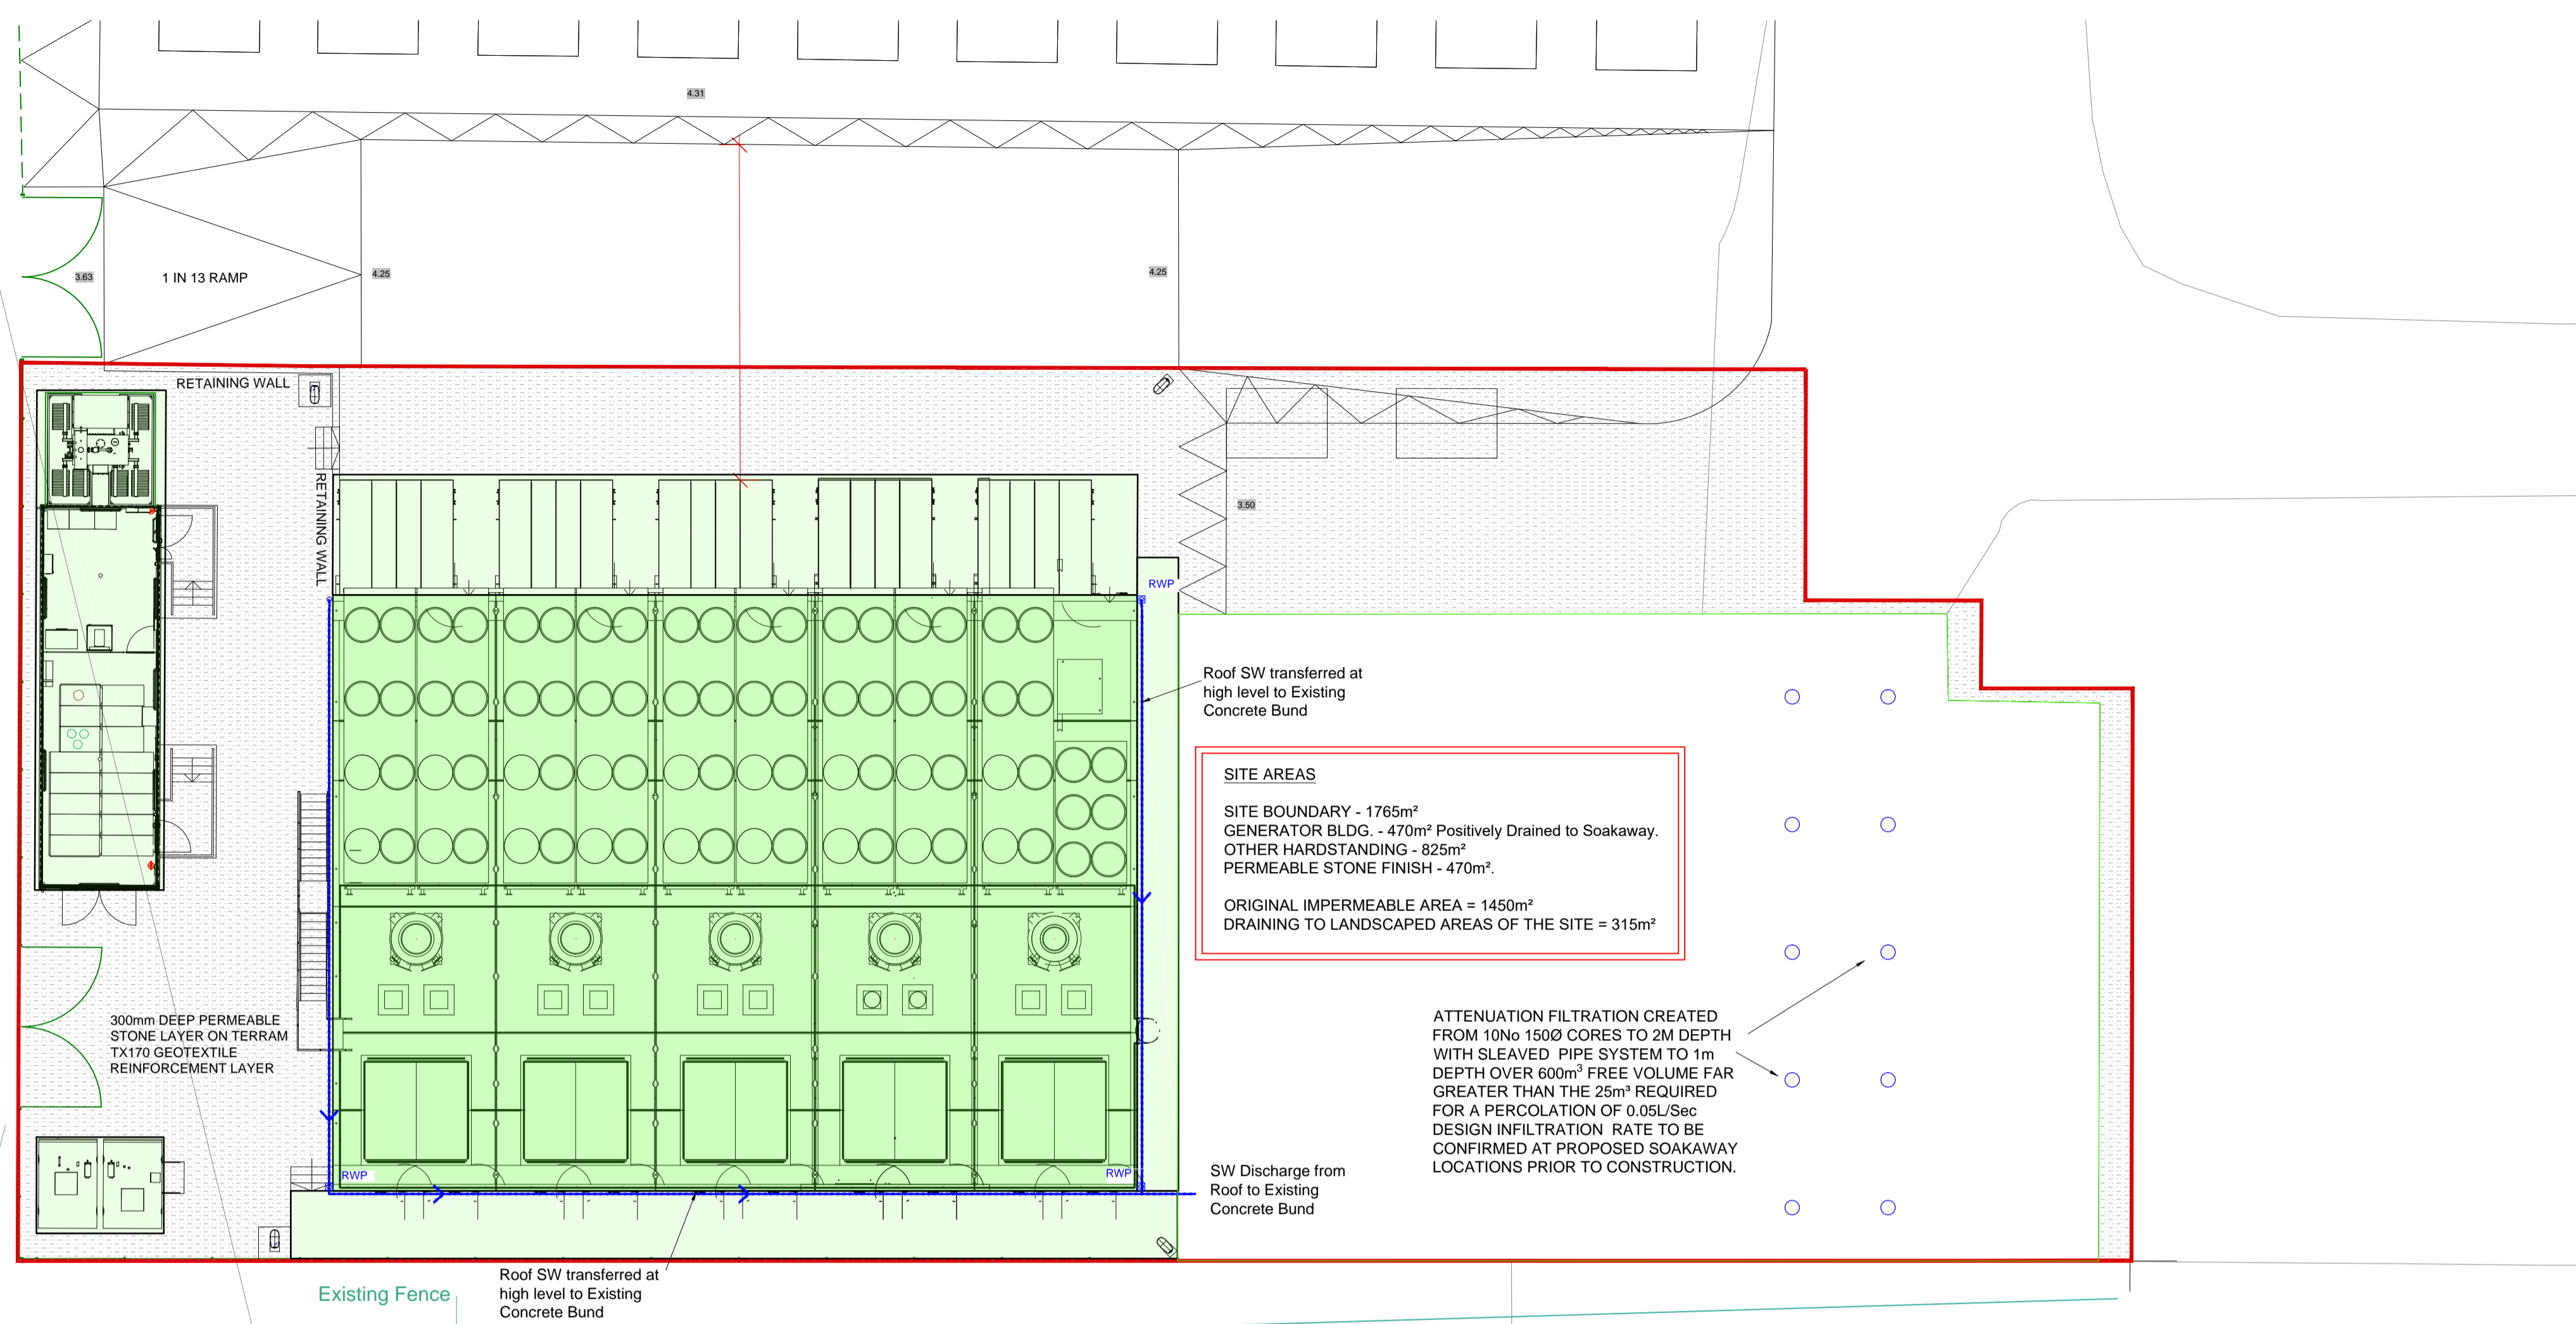 4.31
3.63
1 IN 13 RAMP
4.25
4.25
RETAINING WALL
RETAINING WALL
3.50
RWP
Roof SW transferred at
high level to Existing
Concrete Bund
SITE AREAS
SITE BOUNDARY - 1765m²
GENERATOR BLDG. - 470m² Positively Drained to Soakaway.
OTHER HARDSTANDING - 825m²
PERMEABLE STONE FINISH - 470m².
ORIGINAL IMPERMEABLE AREA = 1450m²
DRAINING TO LANDSCAPED AREAS OF THE SITE = 315m²
300mm DEEP PERMEABLE
STONE LAYER ON TERRAM
TX170 GEOTEXTILE
REINFORCEMENT LAYER
ATTENUATION FILTRATION CREATED
FROM 10No 150Ø CORES TO 2M DEPTH
WITH SLEAVED PIPE SYSTEM TO 1m
DEPTH OVER 600m³ FREE VOLUME FAR
GREATER THAN THE 25m³ REQUIRED
FOR A PERCOLATION OF 0.05L/Sec
DESIGN INFILTRATION RATE TO BE
CONFIRMED AT PROPOSED SOAKAWAY
LOCATIONS PRIOR TO CONSTRUCTION.
RWP
RWP
SW Discharge from
Roof to Existing
Concrete Bund
Existing Fence
Roof SW transferred at
high level to Existing
Concrete Bund